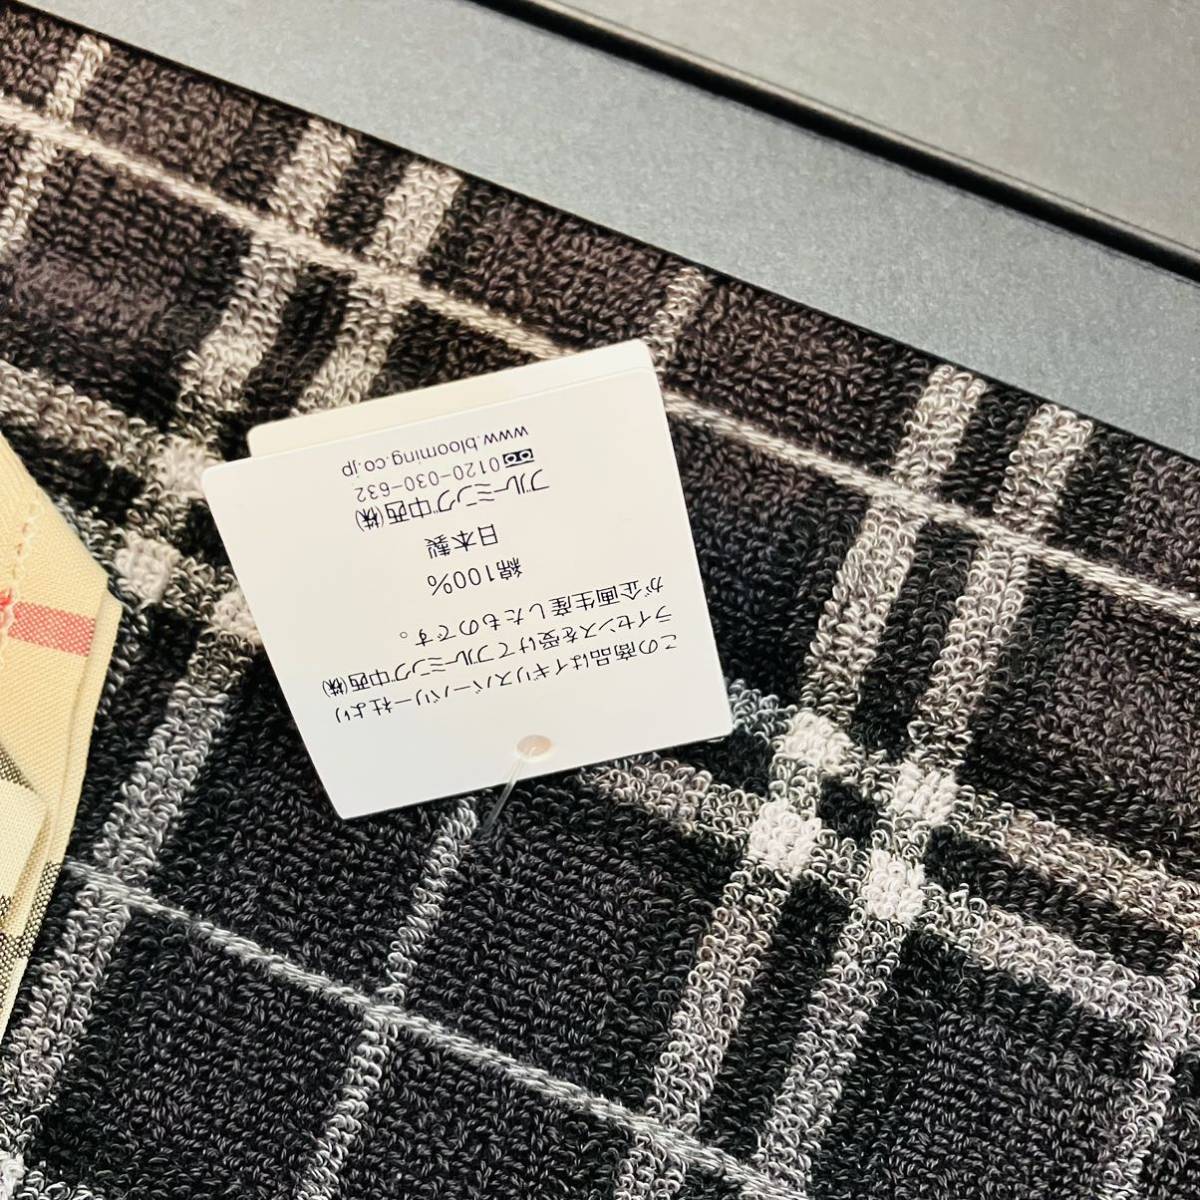 この商品はイギリスバーバリー社より
ライセンスを受けてブルーミング中西(株)
が企画生産したものです。
綿100%
日本製
ブルーミング中西(株)
0120-030-632
www.blooming.co.jp